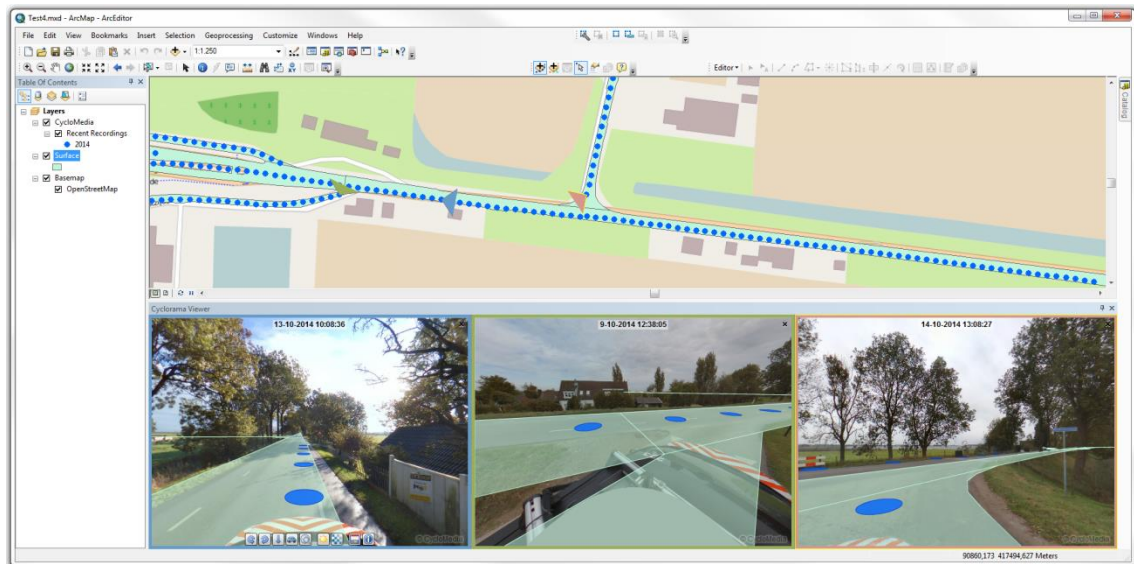 Test4.mxd - ArcMap - ArcEditor
File Edit View Bookmarks Insert Selection Geoprocessing Customize Windows Help
1:1.250
Editor
Table Of Contents
Layers
CycloMedia
Recent Recordings
2014
Surface
Basemap
OpenStreetMap
Catalog
Cyclorama Viewer
13-10-2014 10:08:36
9-10-2014 12:38:05
14-10-2014 13:08:27
© CycloMedia
© CycloMedia
© CycloMedia
90860,173 417494,627 Meters